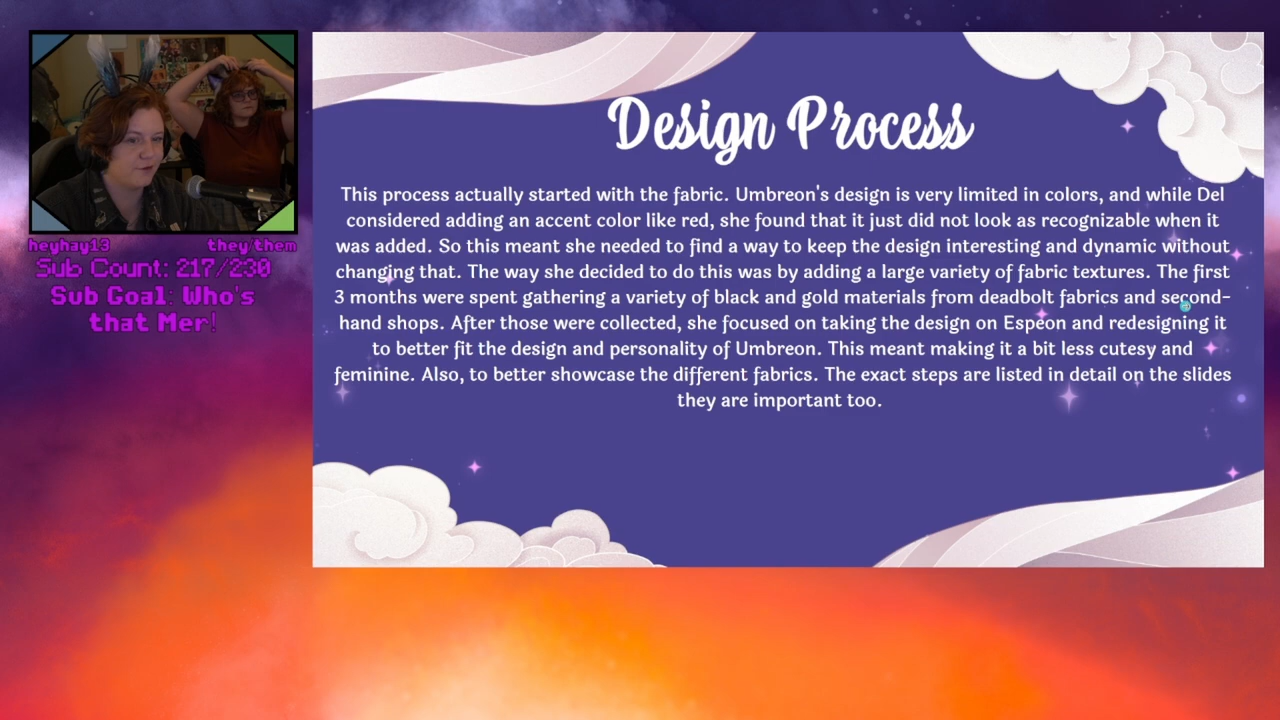 heyhay13 they/them
Sub Count: 217/230
Sub Goal: Who's
that Mer!
Design Process
This process actually started with the fabric. Umbreon's design is very limited in colors, and while Del
considered adding an accent color like red, she found that it just did not look as recognizable when it
was added. So this meant she needed to find a way to keep the design interesting and dynamic without
changing that. The way she decided to do this was by adding a large variety of fabric textures. The first
3 months were spent gathering a variety of black and gold materials from deadbolt fabrics and second-
hand shops. After those were collected, she focused on taking the design on Espeon and redesigning it
to better fit the design and personality of Umbreon. This meant making it a bit less cutesy and
feminine. Also, to better showcase the different fabrics. The exact steps are listed in detail on the slides
they are important too.